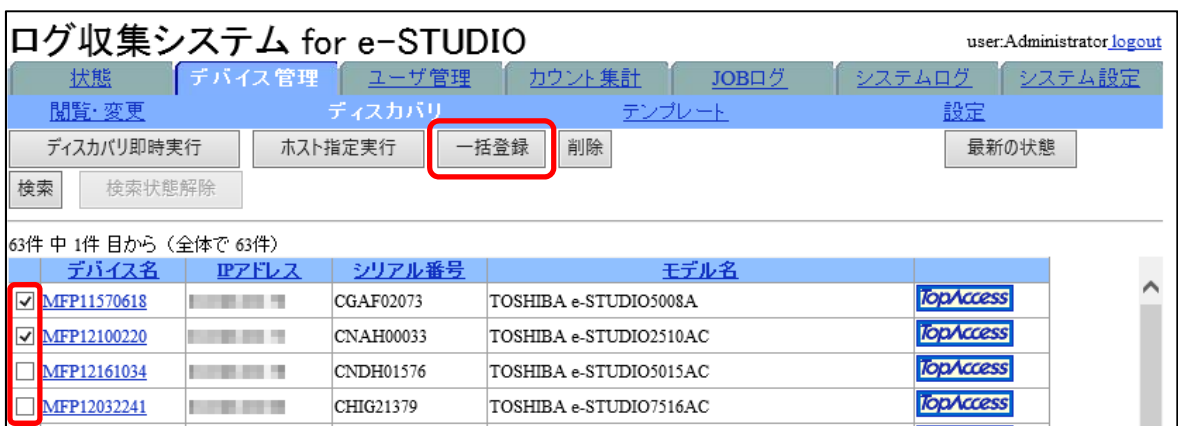 ログ収集システム for e-STUDIO
user:Administrator logout
状態 デバイス管理 ユーザ管理 カウント集計 JOBログ システムログ システム設定
閲覧・変更 ディスカバリ テンプレート 設定
ディスカバリ即時実行 ホスト指定実行 一括登録 削除 最新の状態
検索 検索状態解除
63件 中 1件 目から（全体で 63件）
デバイス名 IPアドレス シリアル番号 モデル名
MFP11570618 CGAF02073 TOSHIBA e-STUDIO5008A TopAccess
MFP12100220 CNAH00033 TOSHIBA e-STUDIO2510AC TopAccess
MFP12161034 CNDH01576 TOSHIBA e-STUDIO5015AC TopAccess
MFP12032241 CHIG21379 TOSHIBA e-STUDIO7516AC TopAccess